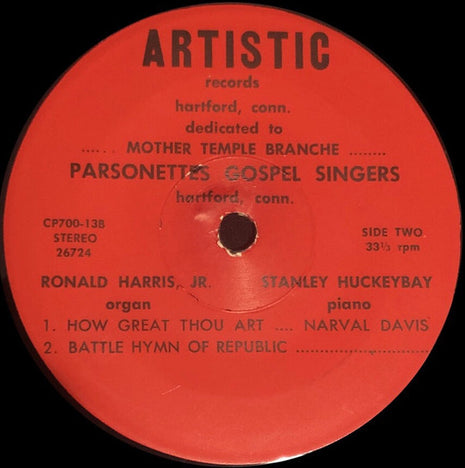 ARTISTIC
records
hartford, conn.
dedicated to
..... . MOTHER TEMPLE BRANCHE ........
PARSONETTES GOSPEL SINGERS
hartford, conn.
CP700-13B
STEREO
26724
SIDE TWO
33⅓ rpm
RONALD HARRIS, JR. STANLEY HUCKEYBAY
organ piano
1. HOW GREAT THOU ART .... NARVAL DAVIS
2. BATTLE HYMN OF REPUBLIC ......................